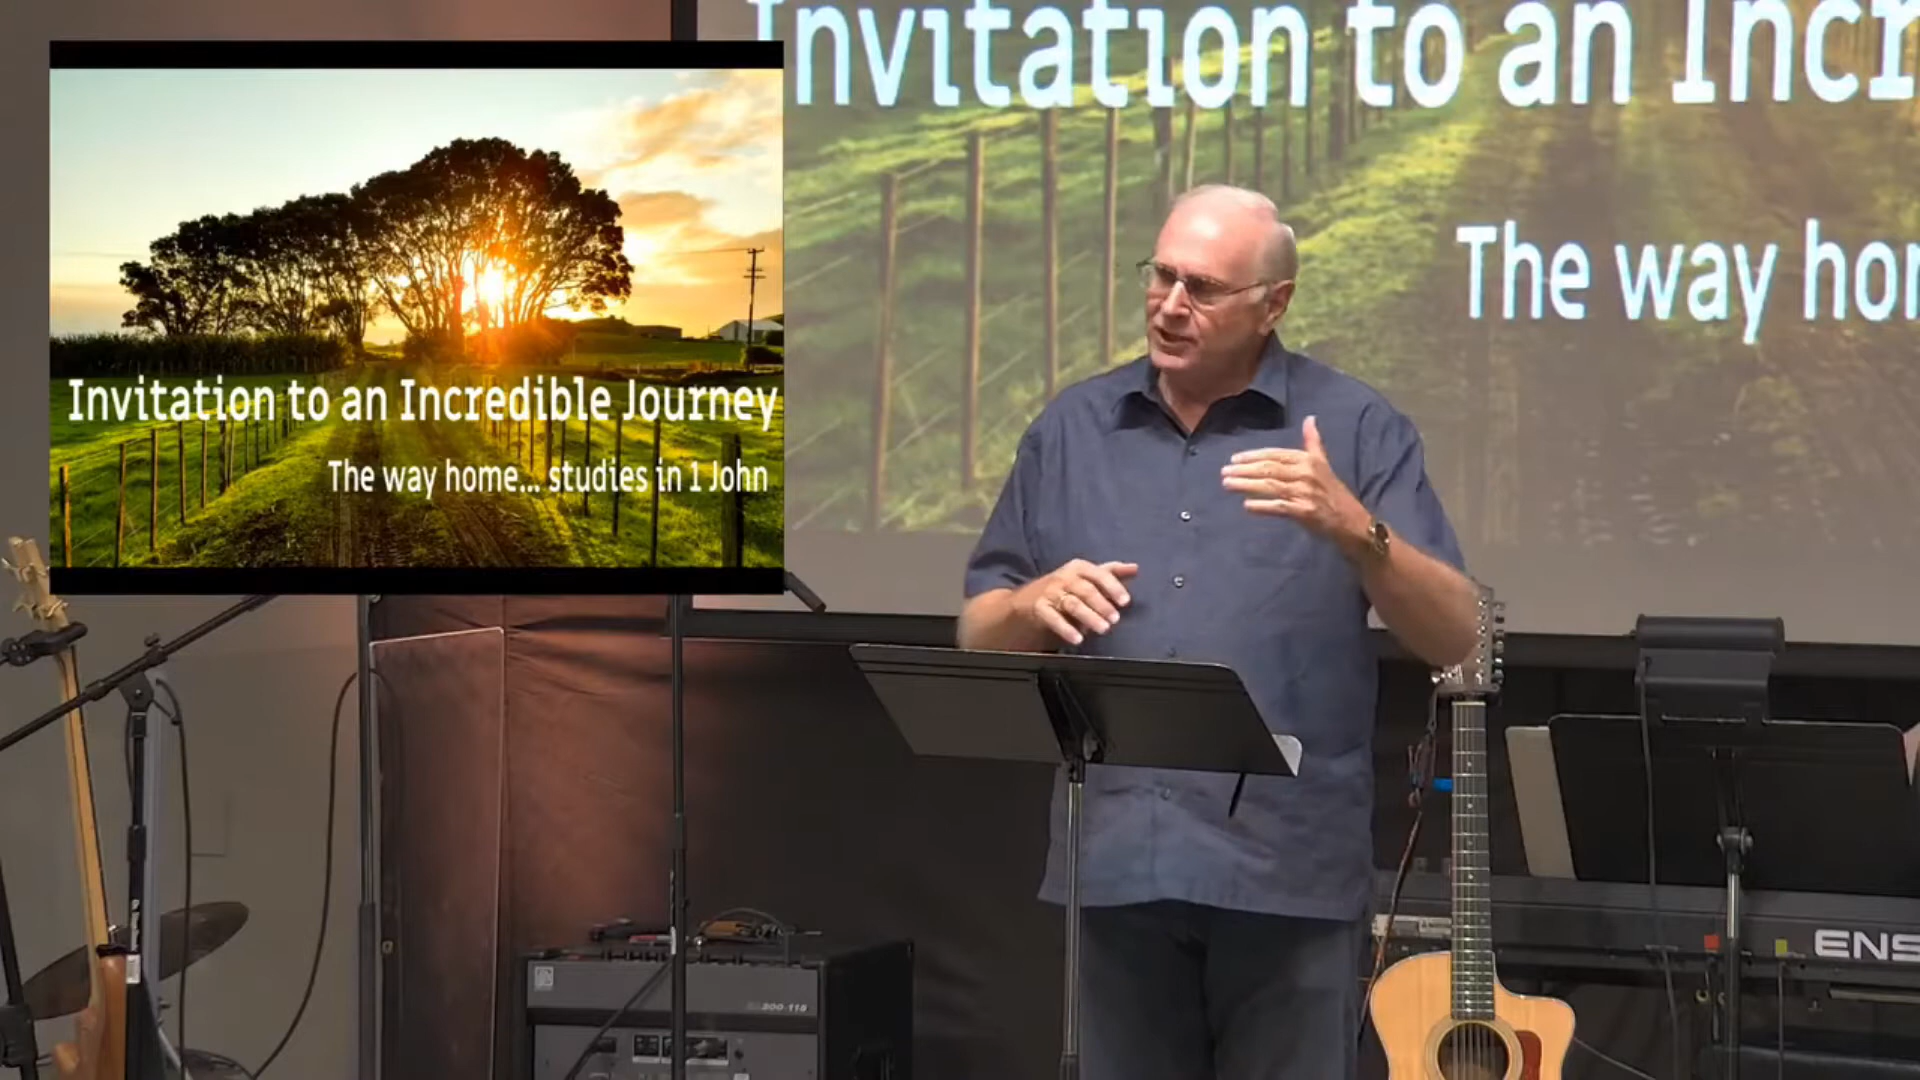 Invitation to an Incredible Journey
The way home... studies in 1 John
Invitation to an Incr
The way hom
ENS